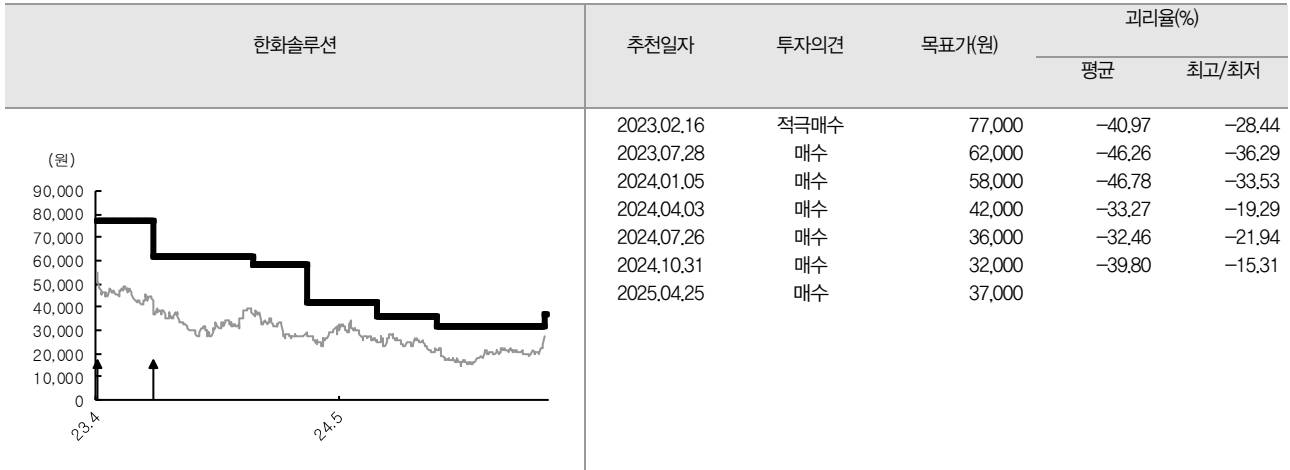 한화솔루션 추천일자 투자의견 목표가(원) 괴리율(%)
평균 최고/최저
2023.02.16 적극매수 77,000 -40.97 -28.44
2023.07.28 매수 62,000 -46.26 -36.29
2024.01.05 매수 58,000 -46.78 -33.53
2024.04.03 매수 42,000 -33.27 -19.29
2024.07.26 매수 36,000 -32.46 -21.94
2024.10.31 매수 32,000 -39.80 -15.31
2025.04.25 매수 37,000
(원)
90,000
80,000
70,000
60,000
50,000
40,000
30,000
20,000
10,000
0
23.4 24.5